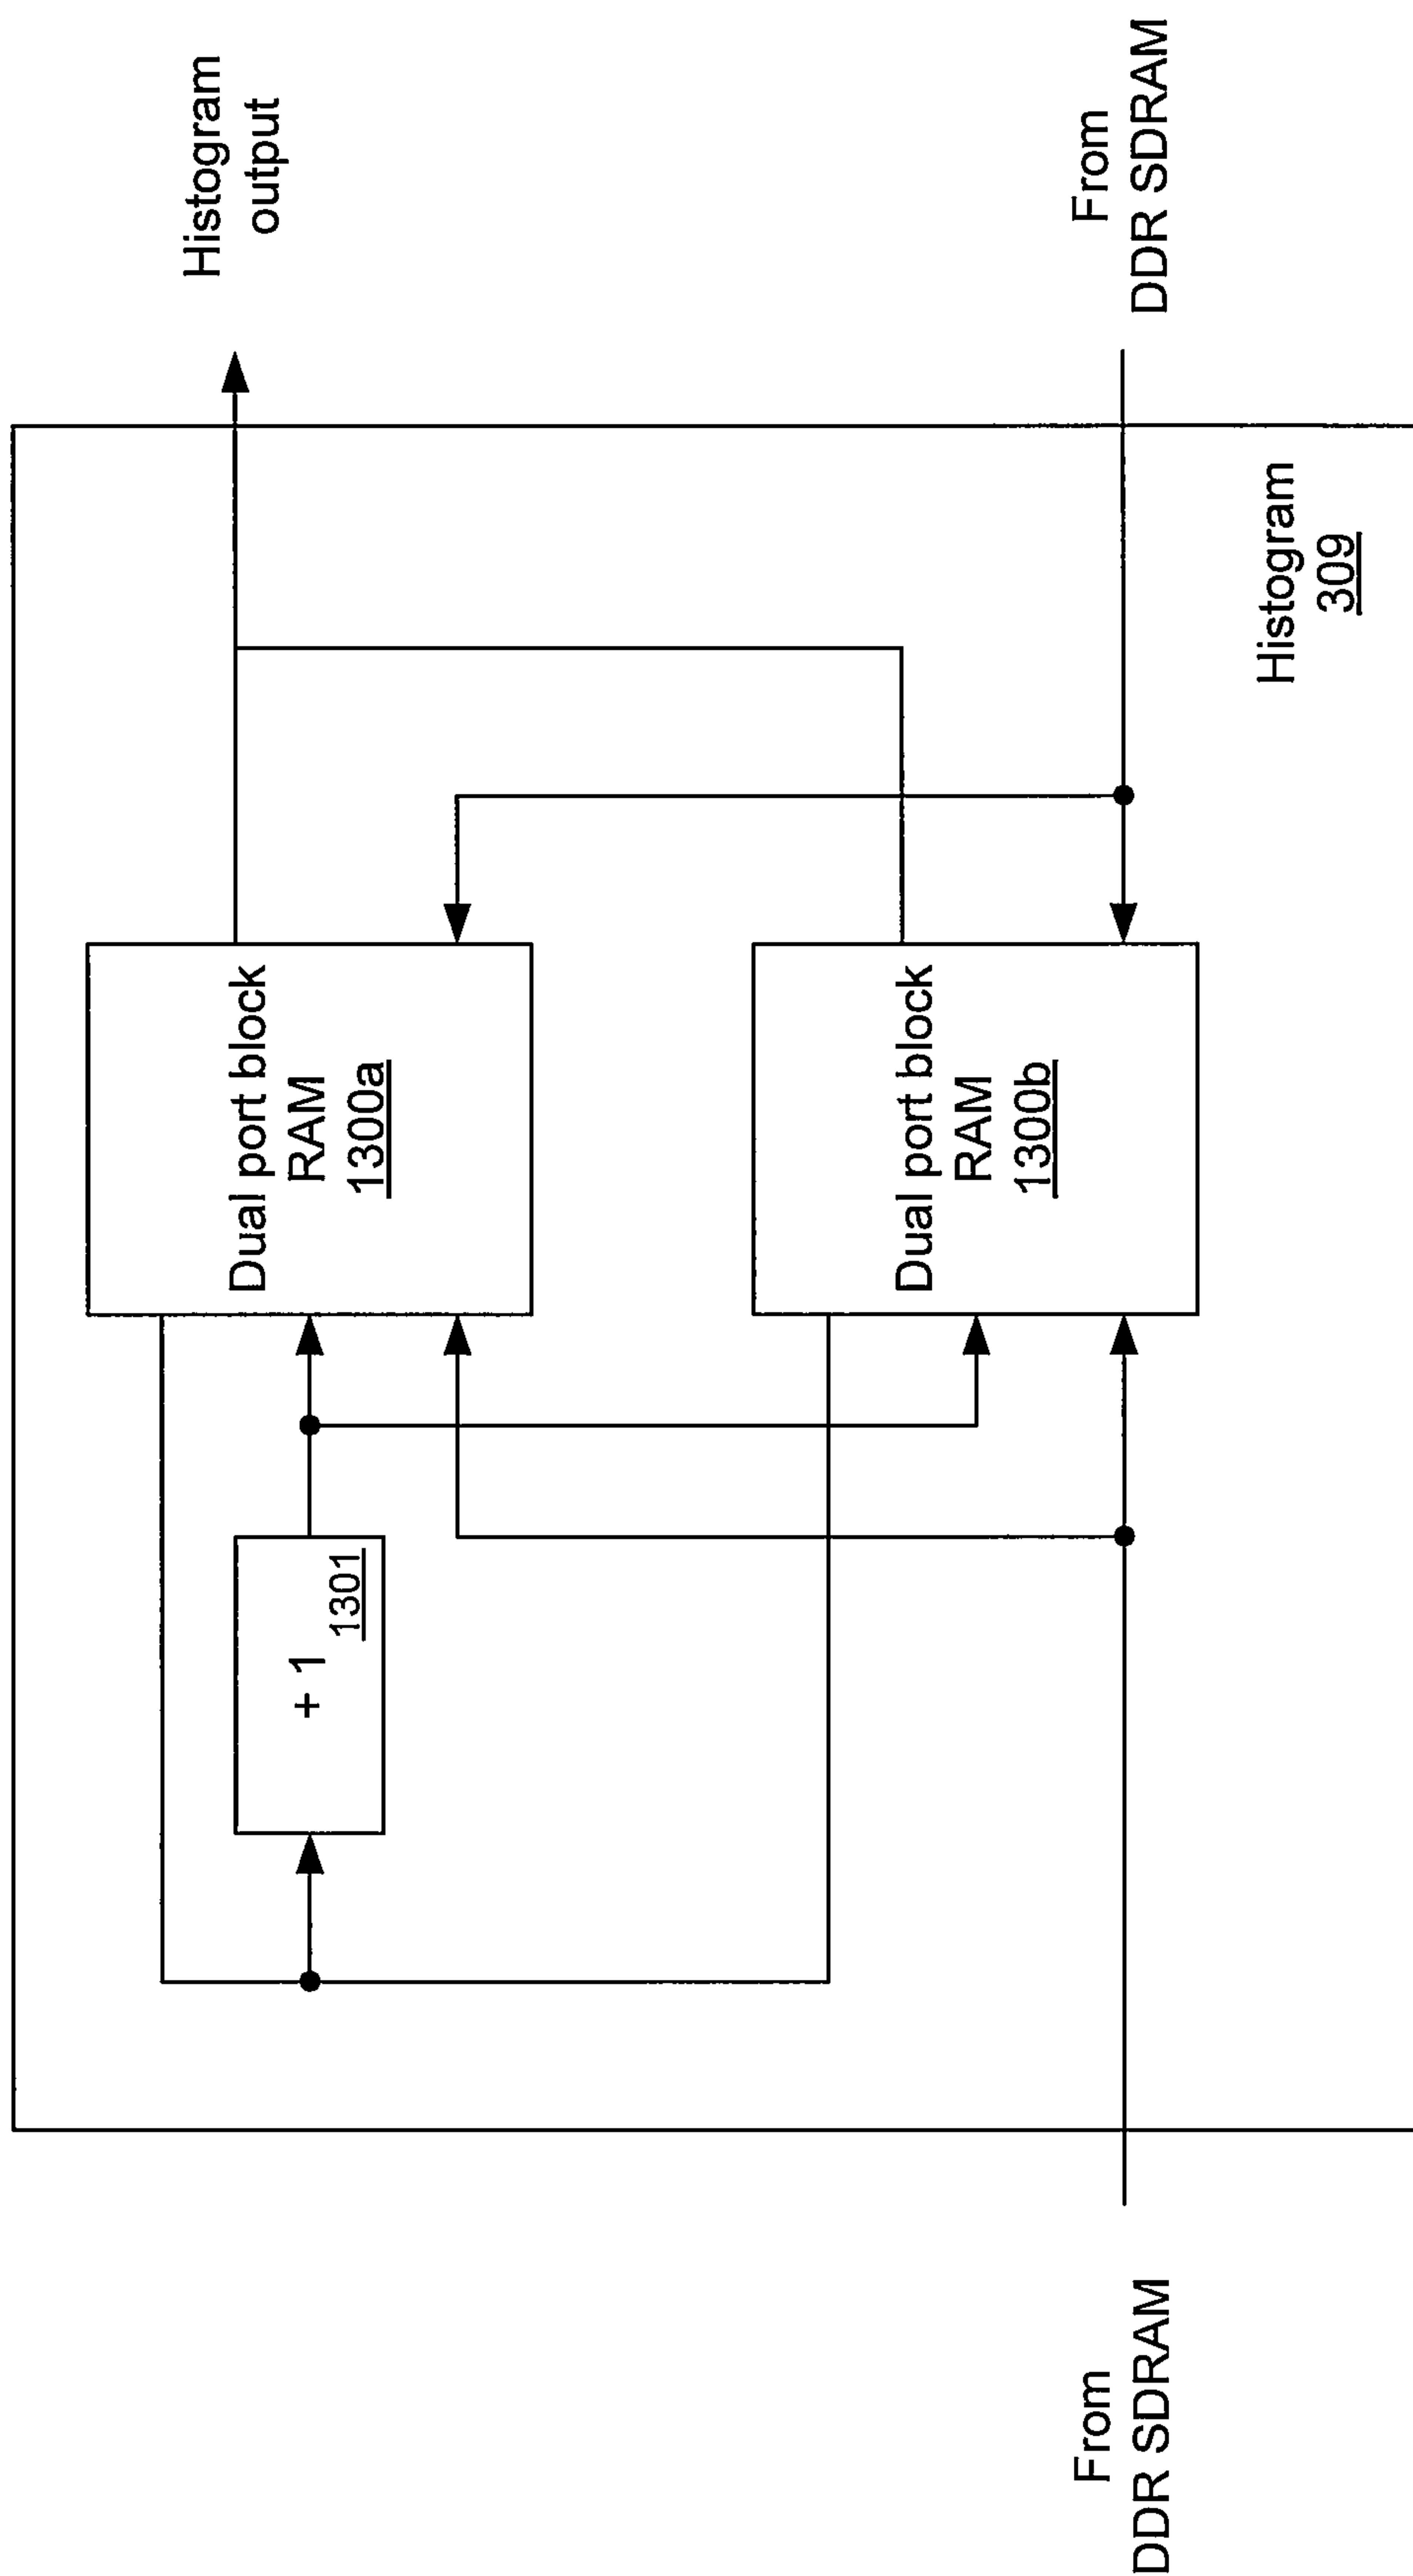 Histogram
output
Dual port block
RAM
1300a
+ 1
1301
Dual port block
RAM
1300b
From
DDR SDRAM
From
DDR SDRAM
Histogram
309